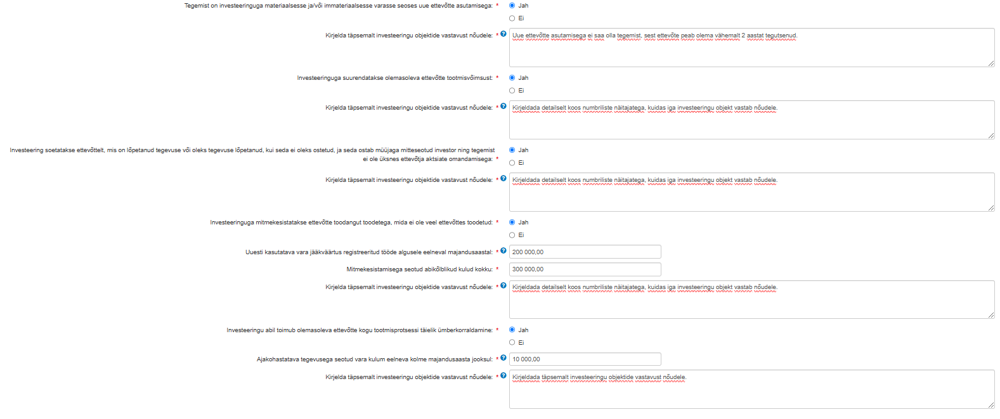 Tegemist on investeeringuga materiaalsesse ja/või immateriaalsesse varasse seoses uue ettevõtte asutamisega: * Jah
Ei
Kirjelda täpsemalt investeeringu objektide vastavust nõudele: * ? Uue ettevõtte asutamisega ei saa olla tegemist, sest ettevõte peab olema vähemalt 2 aastat tegutsenud.
Investeeringuga suurendatakse olemasoleva ettevõtte tootmisvõimsust: * Jah
Ei
Kirjelda täpsemalt investeeringu objektide vastavust nõudele: * ? Kirjeldada detailselt koos numbriliste näitajatega, kuidas iga investeeringu objekt vastab nõudele.
Investeering soetatakse ettevõttelt, mis on lõpetanud tegevuse või oleks tegevuse lõpetanud, kui seda ei oleks ostetud, ja seda ostab müüjaga mitteseotud investor ning tegemist Jah
ei ole üksnes ettevõtja aktsiate omandamisega: * Ei
Kirjelda täpsemalt investeeringu objektide vastavust nõudele: * ? Kirjeldada detailselt koos numbriliste näitajatega, kuidas iga investeeringu objekt vastab nõudele.
Investeeringuga mitmekesistatakse ettevõtte toodangut toodetega, mida ei ole veel ettevõttes toodetud: * Jah
Ei
Uuesti kasutatava vara jääkväärtus registreeritud tööde algusele eelneval majandusaastal: * ? 200 000,00
Mitmekesistamisega seotud abikõlblikud kulud kokku: * 300 000,00
Kirjelda täpsemalt investeeringu objektide vastavust nõudele: * ? Kirjeldada detailselt koos numbriliste näitajatega, kuidas iga investeeringu objekt vastab nõudele.
Investeeringu abil toimub olemasoleva ettevõtte kogu tootmisprotsessi täielik ümberkorraldamine: * Jah
Ei
Ajakohastatava tegevusega seotud vara kulum eelneva kolme majandusaasta jooksul: * ? 10 000,00
Kirjelda täpsemalt investeeringu objektide vastavust nõudele: * ? Kirjeldada täpsemalt investeeringu objektide vastavust nõudele.